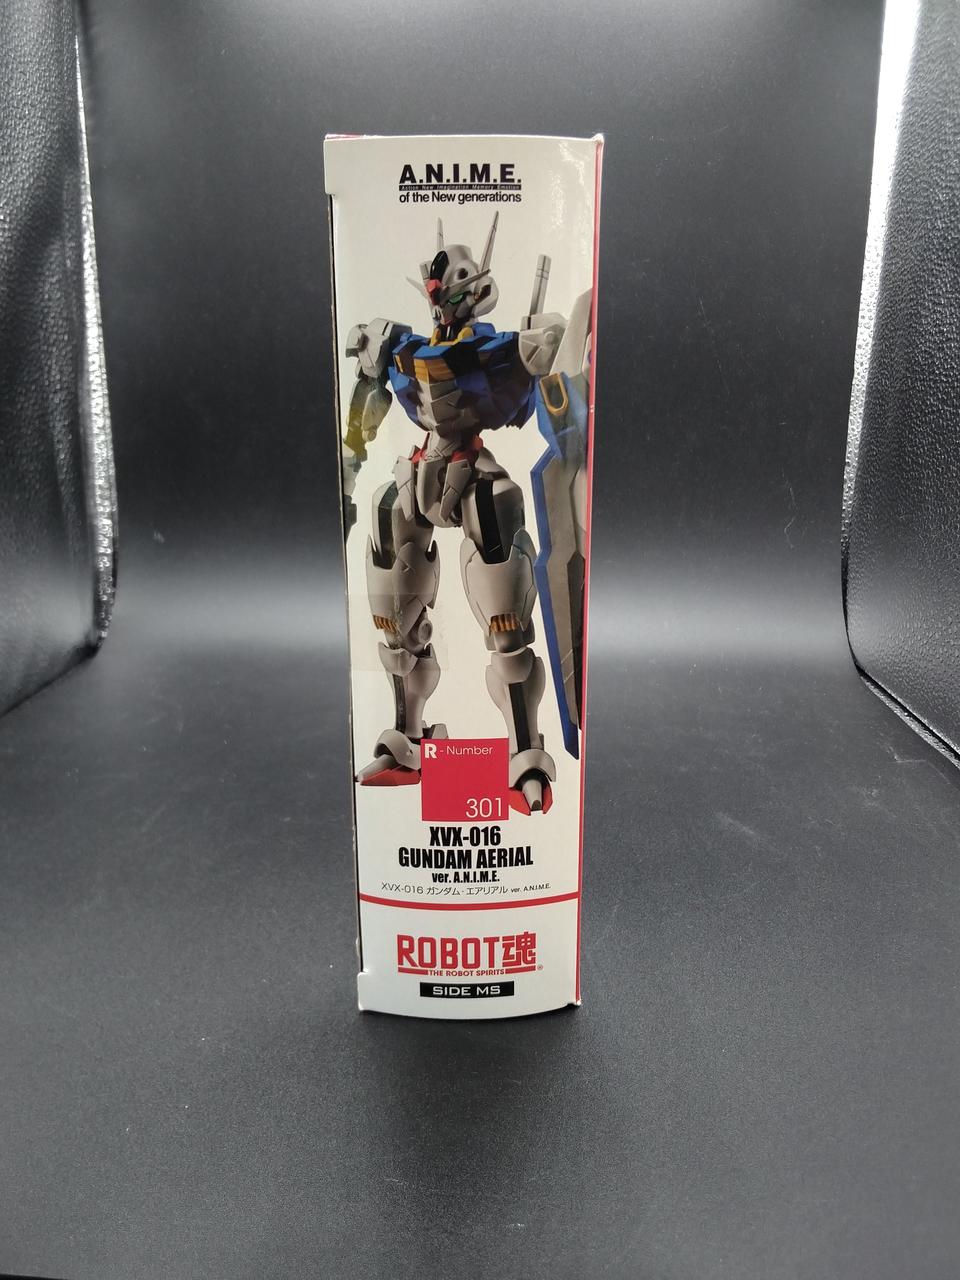 A.N.I.M.E.
Action New Imagination Memory Emotion
of the New generations
R - Number
301
XVX-016
GUNDAM AERIAL
ver. A.N.I.M.E.
XVX-016 ガンダム・エアリアル ver. A.N.I.M.E.
ROBOT魂
THE ROBOT SPIRITS
SIDE MS